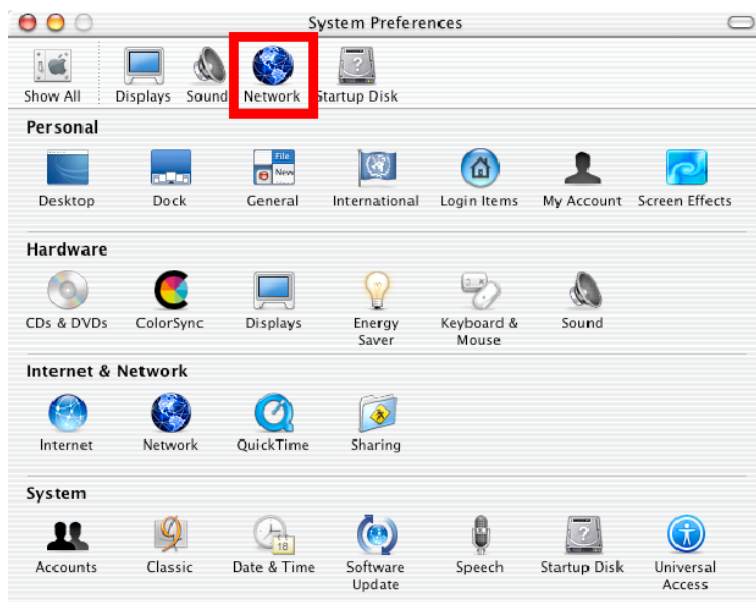 System Preferences
Show All Displays Sound Network Startup Disk
Personal
File
New
Desktop Dock General International Login Items My Account Screen Effects
Hardware
CDs & DVDs ColorSync Displays Energy Saver Keyboard & Mouse Sound
Internet & Network
Internet Network QuickTime Sharing
System
18
Accounts Classic Date & Time Software Update Speech Startup Disk Universal Access